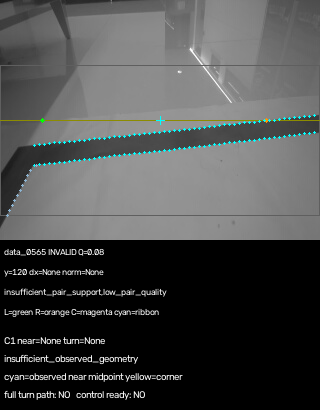 data_0565 INVALID Q=0.08
y=120 dx=None norm=None
insufficient_pair_support,low_pair_quality
L=green R=orange C=magenta cyan=ribbon
C1 near=None turn=None
insufficient_observed_geometry
cyan=observed near midpoint yellow=corner
full turn path: NO control ready: NO